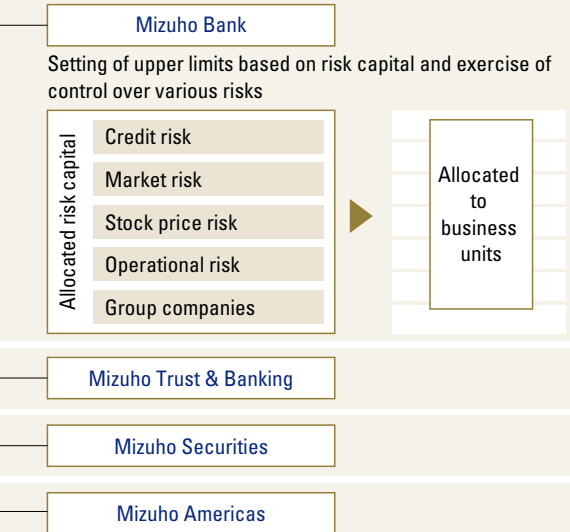 Mizuho Bank
Setting of upper limits based on risk capital and exercise of
control over various risks
Allocated risk capital
Credit risk
Market risk
Stock price risk
Operational risk
Group companies
Allocated
to
business
units
Mizuho Trust & Banking
Mizuho Securities
Mizuho Americas